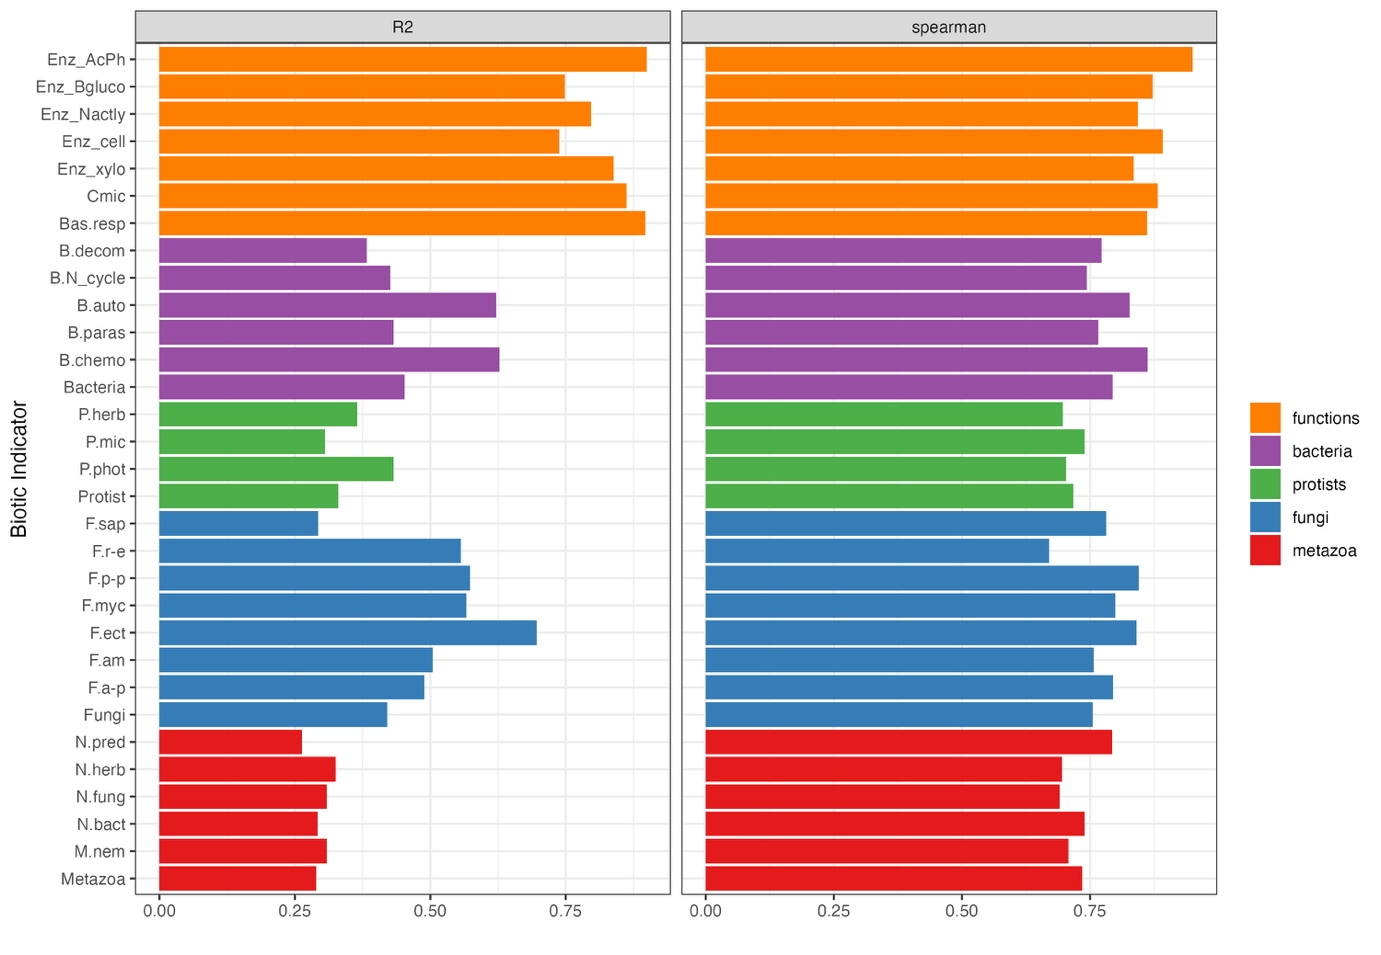 R2
spearman
Biotic Indicator
Enz_AcPh
Enz_Bgluco
Enz_Nactly
Enz_cell
Enz_xylo
Cmic
Bas.resp
B.decom
B.N_cycle
B.auto
B.paras
B.chemo
Bacteria
P.herb
P.mic
P.phot
Protist
F.sap
F.r-e
F.p-p
F.myc
F.ect
F.am
F.a-p
Fungi
N.pred
N.herb
N.fung
N.bact
M.nem
Metazoa
0.00 0.25 0.50 0.75
0.00 0.25 0.50 0.75
functions
bacteria
protists
fungi
metazoa